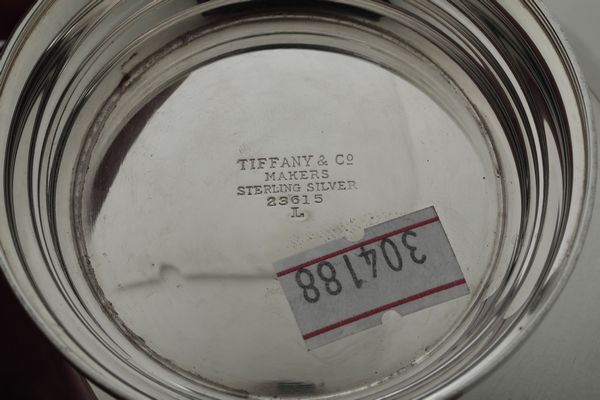 TIFFANY & Co
MAKERS
STERLING SILVER
23615
L
304188